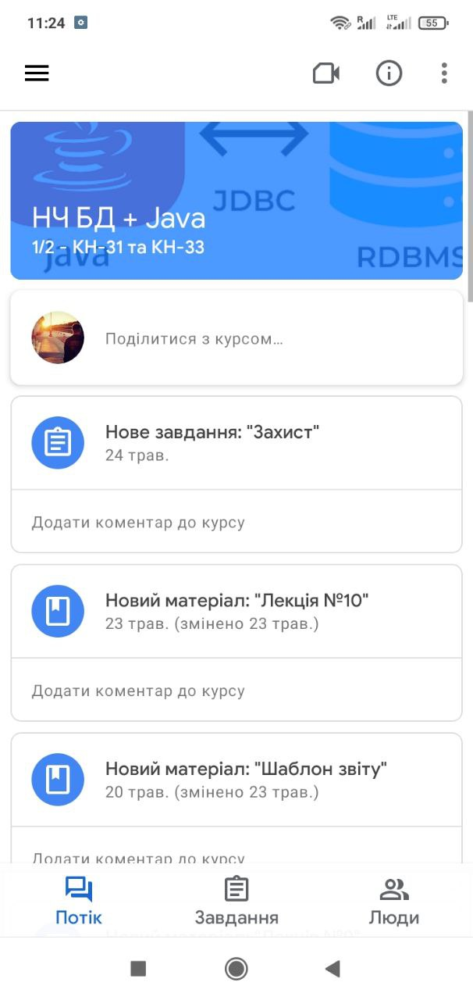 11:24
R
LTE
55
JDBC
НЧ БД + Java
1/2 - КН-31 та КН-33
java
RDBMS
Поділитися з курсом…
Нове завдання: "Захист"
24 трав.
Додати коментар до курсу
Новий матеріал: "Лекція №10"
23 трав. (змінено 23 трав.)
Додати коментар до курсу
Новий матеріал: "Шаблон звіту"
20 трав. (змінено 23 трав.)
Додати коментар до курсу
Потік
Завдання
Люди